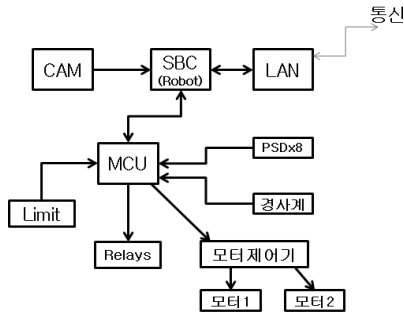 통신
CAM
SBC
(Robot)
LAN
MCU
PSDx8
경사계
Limit
Relays
모터제어기
모터1
모터2